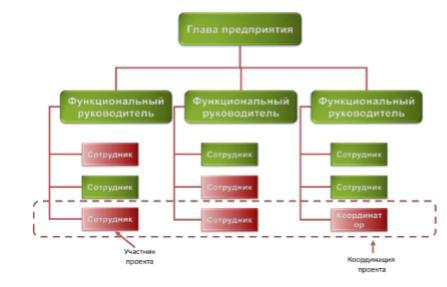 Глава предприятия
Функциональный руководитель
Функциональный руководитель
Функциональный руководитель
Сотрудник
Сотрудник
Сотрудник
Сотрудник
Сотрудник
Сотрудник
Сотрудник
Сотрудник
Координат
ор
Участник
проекта
Координация
проекта